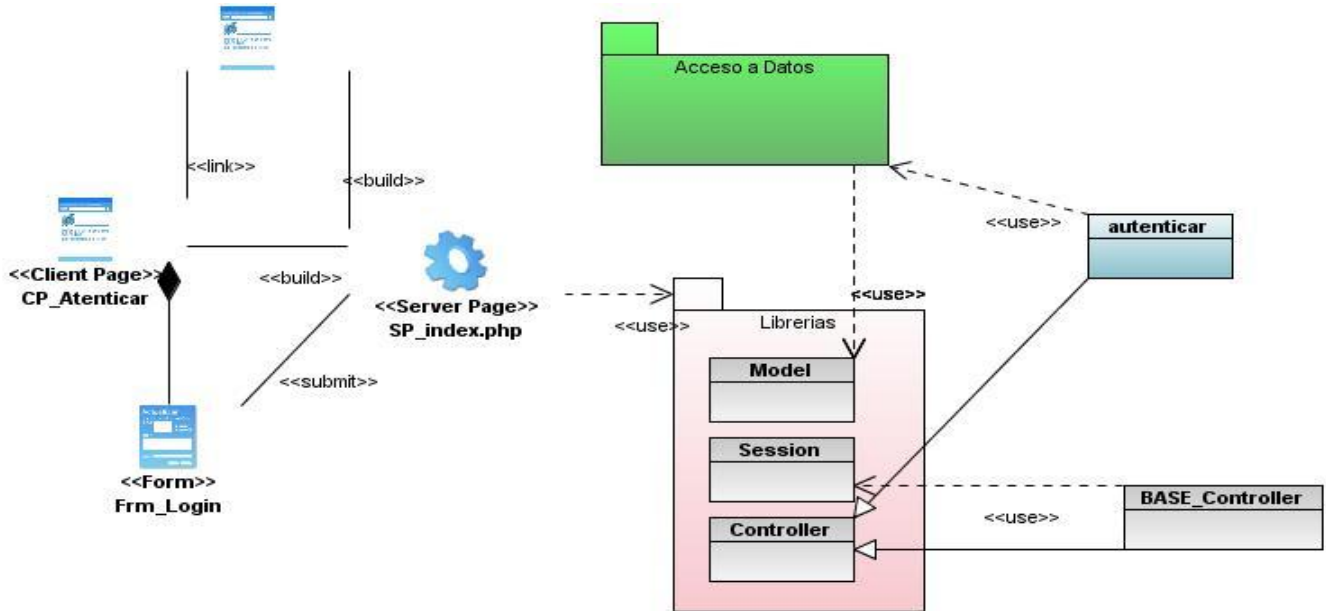 Acceso a Datos
<<link>>
<<build>>
<<use>>
autenticar
<<Client Page>>
CP_Atenticar
<<build>>
<<Server Page>>
SP_index.php
<<use>>
<<use>>
Librerias
Model
<<submit>>
Session
<<Form>>
Frm_Login
BASE_Controller
<<use>>
Controller